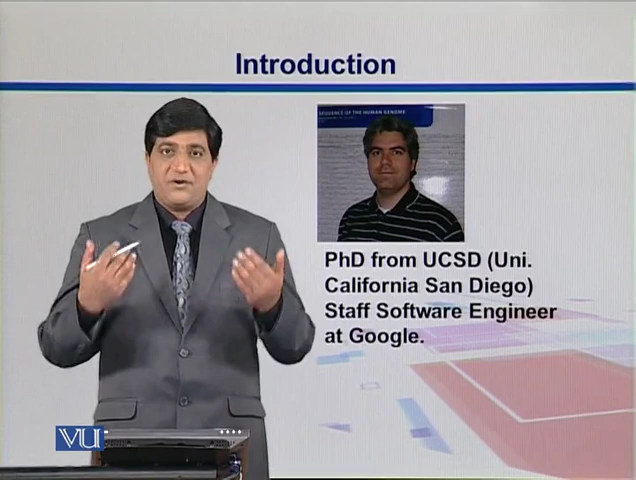 Introduction
SEQUENCE OF THE HUMAN GENOME
PhD from UCSD (Uni.
California San Diego)
Staff Software Engineer
at Google.
VU